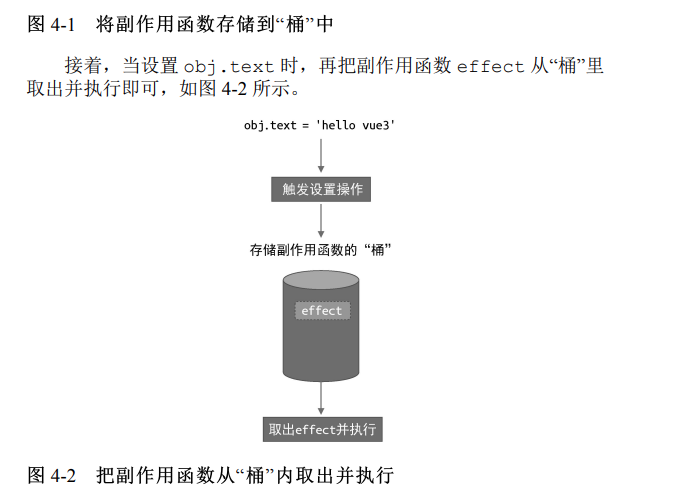 图 4-1 将副作用函数存储到“桶”中
接着，当设置 obj.text 时，再把副作用函数 effect 从“桶”里
取出并执行即可，如图 4-2 所示。
obj.text = 'hello vue3'
触发设置操作
存储副作用函数的“桶”
effect
取出effect并执行
图 4-2 把副作用函数从“桶”内取出并执行